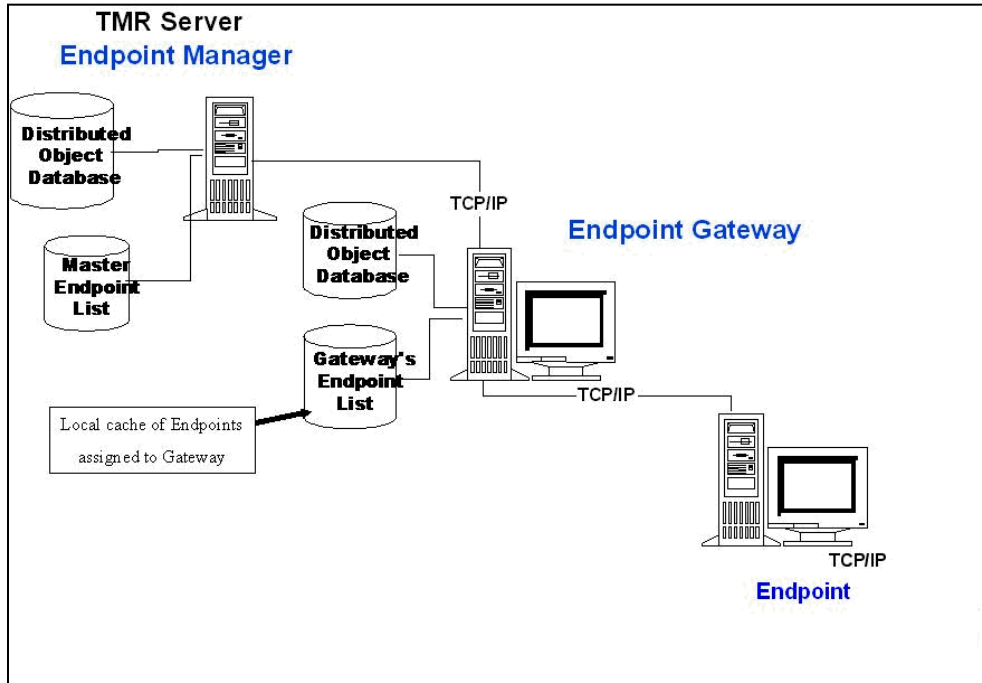 TMR Server
Endpoint Manager
Distributed
Object
Database
Master
Endpoint
List
TCP/IP
Distributed
Object
Database
Endpoint Gateway
Gateway's
Endpoint
List
Local cache of Endpoints
assigned to Gateway
TCP/IP
TCP/IP
Endpoint